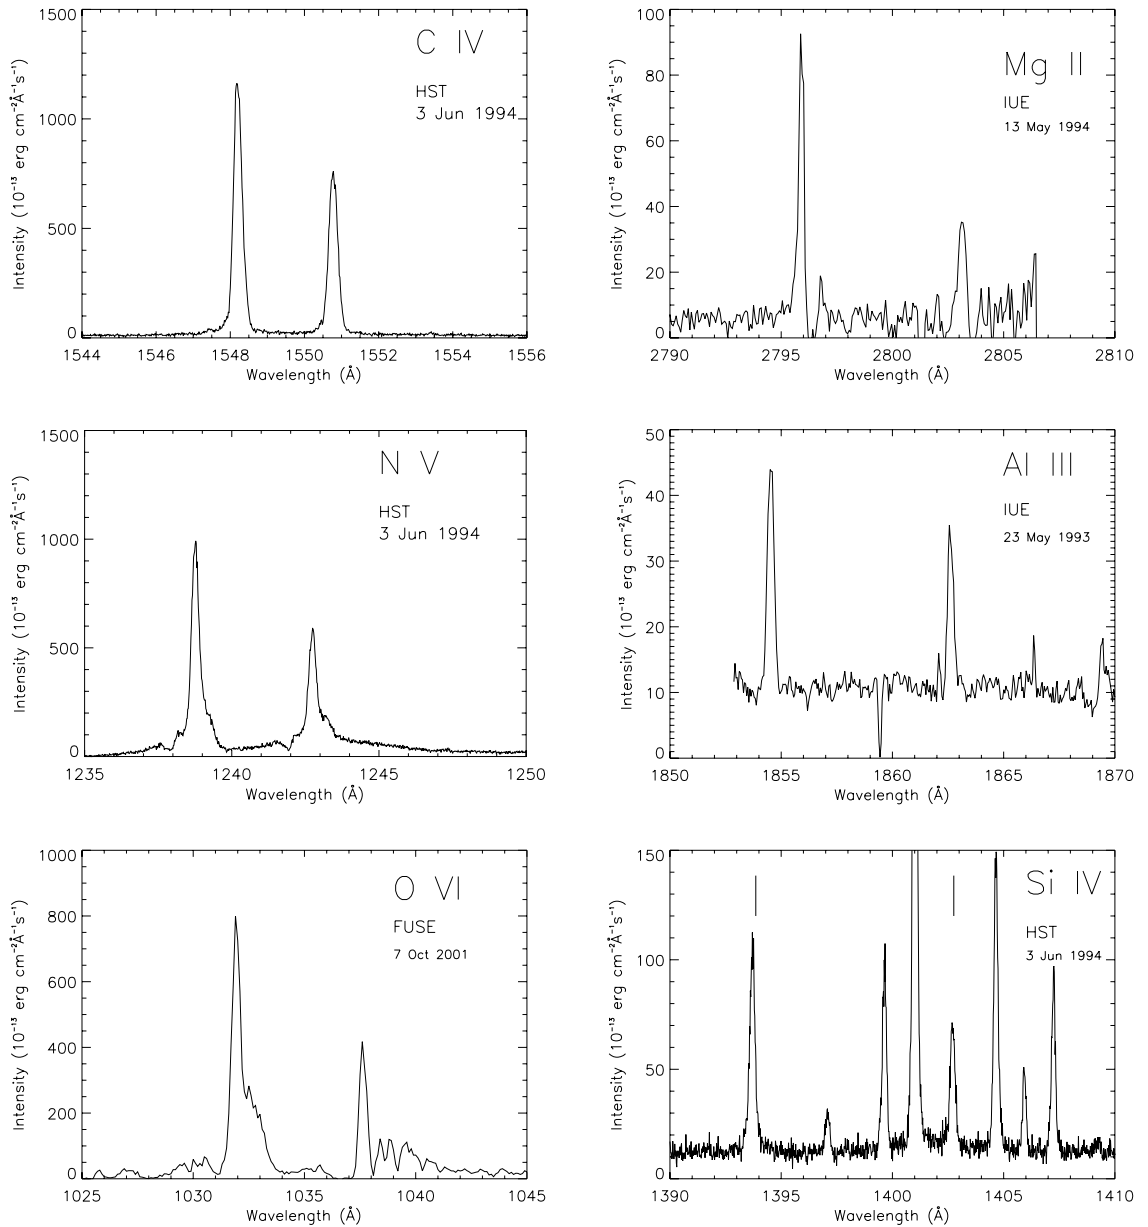 C IV
HST
3 Jun 1994
1500
1000
500
0
1544 1546 1548 1550 1552 1554 1556
Wavelength (Å)
Intensity (10⁻¹³ erg cm⁻²Å⁻¹s⁻¹)
Mg II
IUE
13 May 1994
100
80
60
40
20
0
2790 2795 2800 2805 2810
Wavelength (Å)
Intensity (10⁻¹³ erg cm⁻²Å⁻¹s⁻¹)
N V
HST
3 Jun 1994
1500
1000
500
0
1235 1240 1245 1250
Wavelength (Å)
Intensity (10⁻¹³ erg cm⁻²Å⁻¹s⁻¹)
Al III
IUE
23 May 1993
50
40
30
20
10
0
1850 1855 1860 1865 1870
Wavelength (Å)
Intensity (10⁻¹³ erg cm⁻²Å⁻¹s⁻¹)
O VI
FUSE
7 Oct 2001
1000
800
600
400
200
0
1025 1030 1035 1040 1045
Wavelength (Å)
Intensity (10⁻¹³ erg cm⁻²Å⁻¹s⁻¹)
Si IV
HST
3 Jun 1994
150
100
50
0
1390 1395 1400 1405 1410
Wavelength (Å)
Intensity (10⁻¹³ erg cm⁻²Å⁻¹s⁻¹)